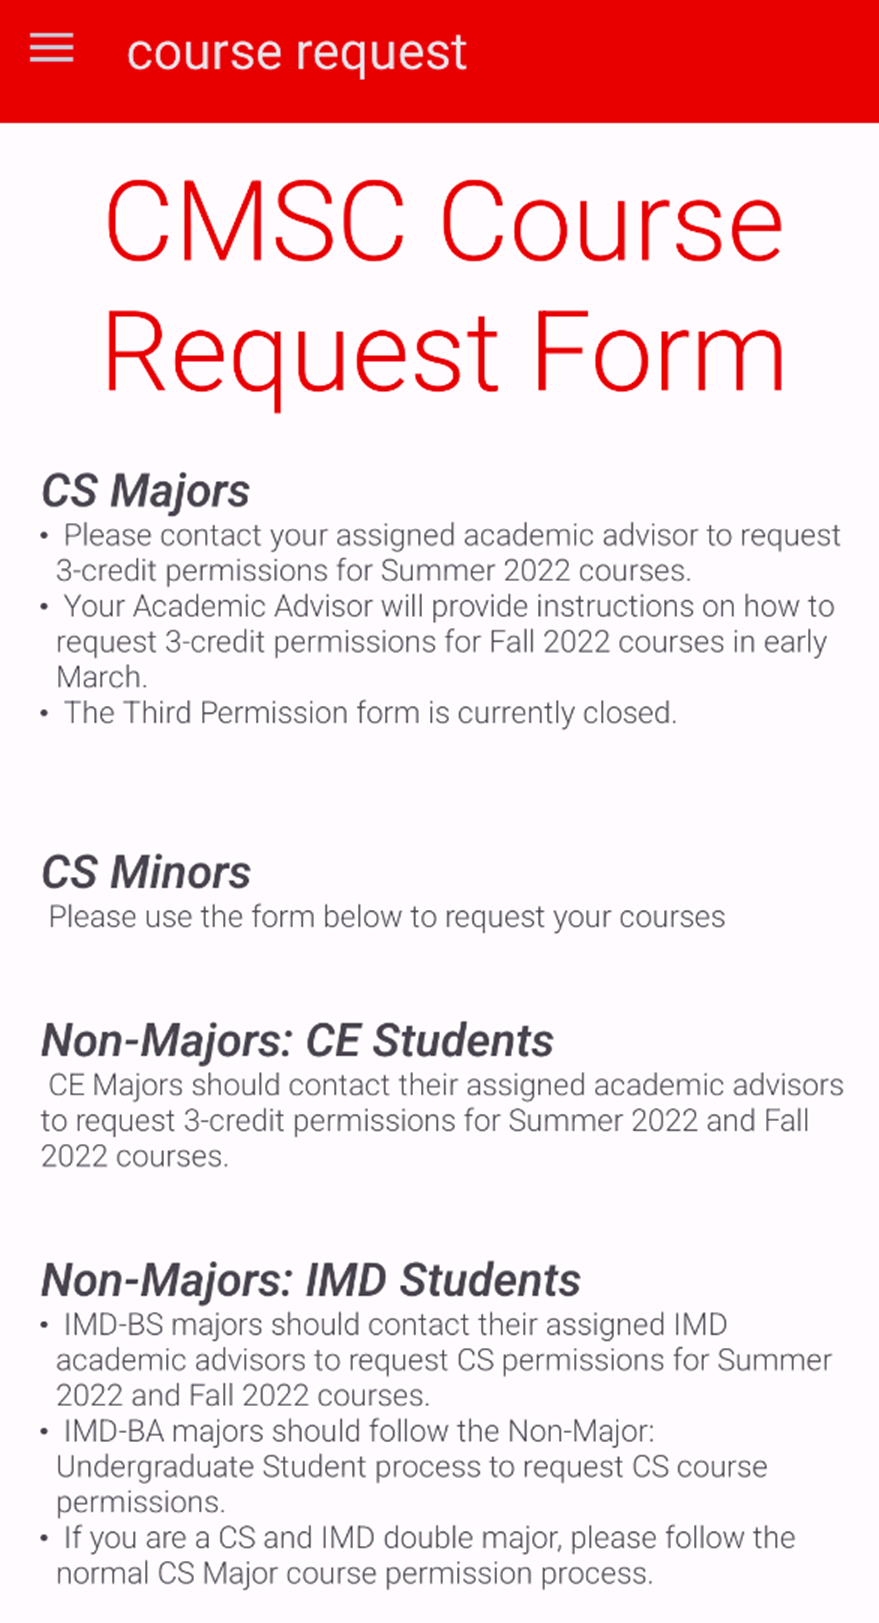 course request
CMSC Course
Request Form
CS Majors
• Please contact your assigned academic advisor to request
3-credit permissions for Summer 2022 courses.
• Your Academic Advisor will provide instructions on how to
request 3-credit permissions for Fall 2022 courses in early
March.
• The Third Permission form is currently closed.
CS Minors
Please use the form below to request your courses
Non-Majors: CE Students
CE Majors should contact their assigned academic advisors
to request 3-credit permissions for Summer 2022 and Fall
2022 courses.
Non-Majors: IMD Students
• IMD-BS majors should contact their assigned IMD
academic advisors to request CS permissions for Summer
2022 and Fall 2022 courses.
• IMD-BA majors should follow the Non-Major:
Undergraduate Student process to request CS course
permissions.
• If you are a CS and IMD double major, please follow the
normal CS Major course permission process.